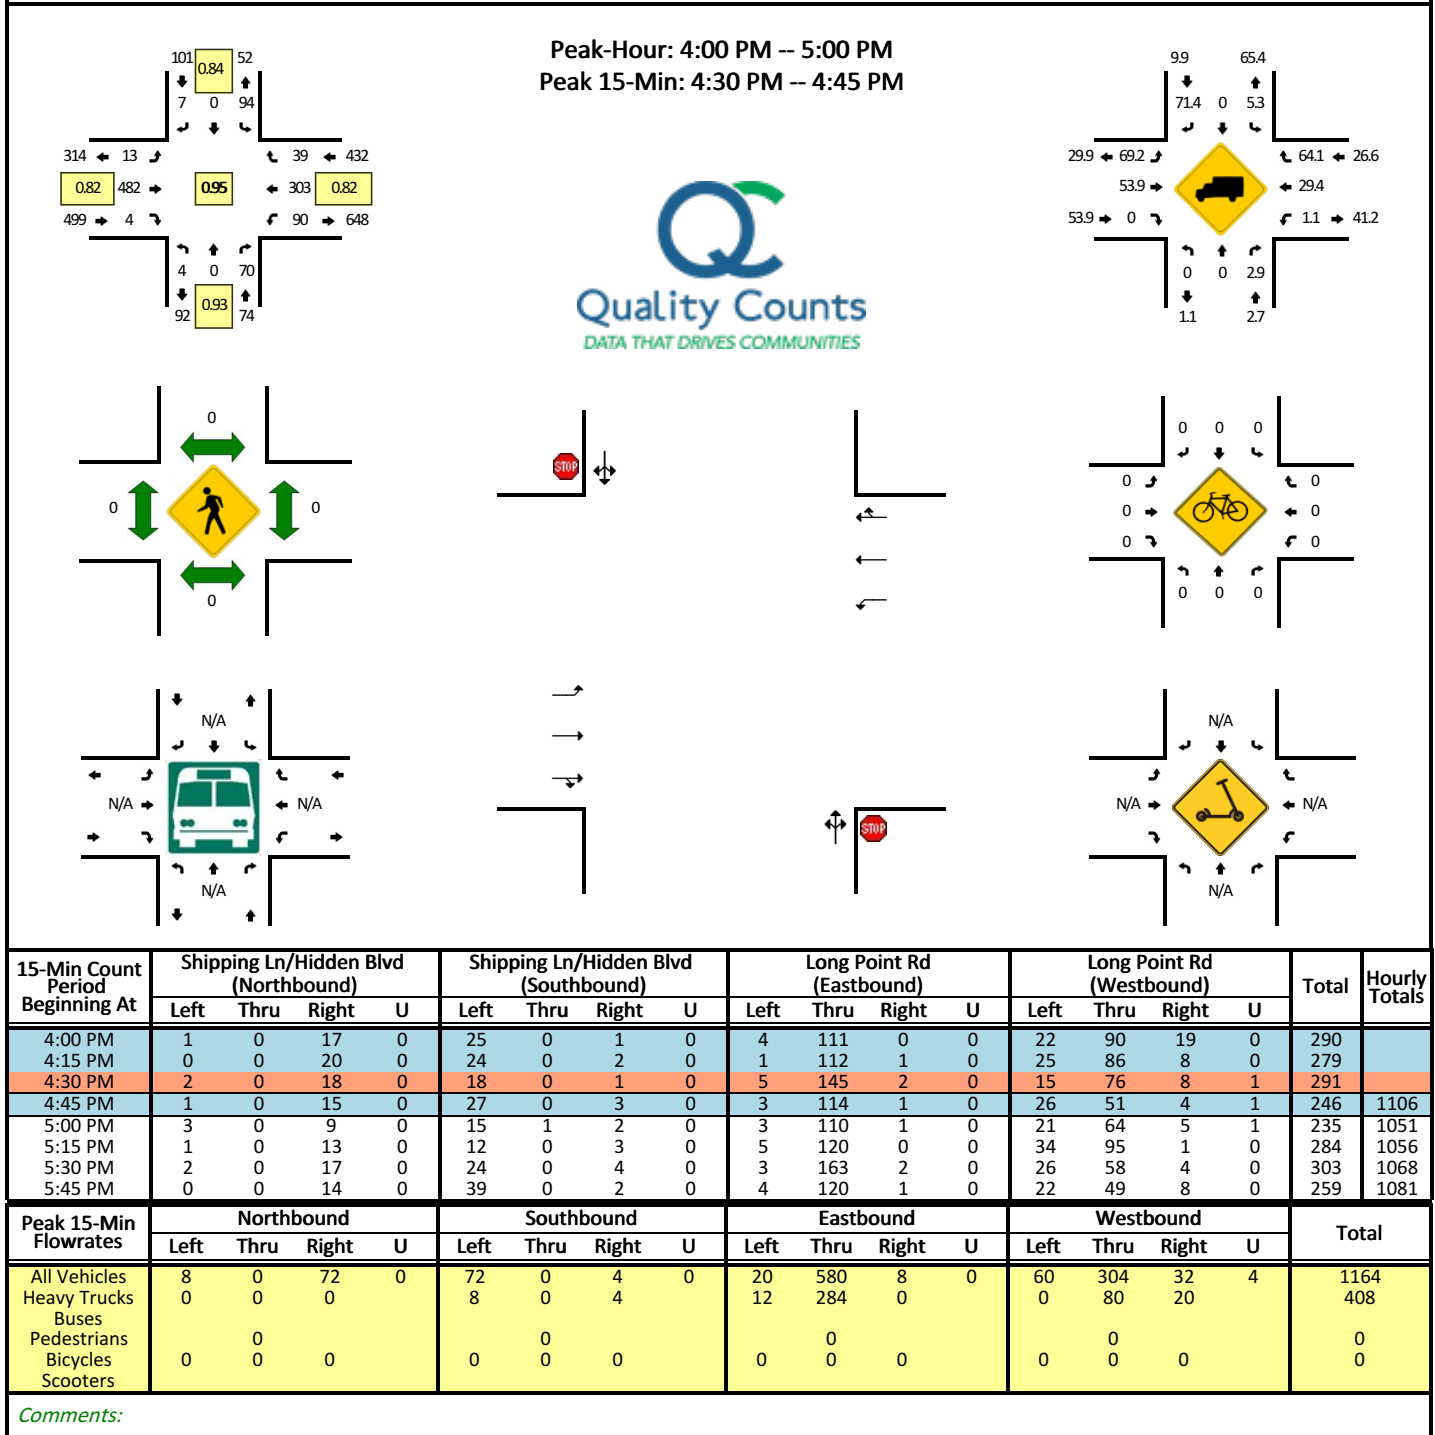 Peak-Hour: 4:00 PM -- 5:00 PM
Peak 15-Min: 4:30 PM -- 4:45 PM
101 0.84 52
7 0 94
314 13 39 432
0.82 482 0.95 303 0.82
499 4 90 648
4 0 70
92 0.93 74
Quality Counts
DATA THAT DRIVES COMMUNITIES
9.9 65.4
71.4 0 5.3
29.9 69.2 64.1 26.6
53.9 29.4
53.9 0 1.1 41.2
0 0 2.9
1.1 2.7
0
0 0
0
STOP
STOP
0 0 0
0 0
0 0
0 0
0 0 0
N/A
N/A N/A
N/A
N/A
N/A N/A
N/A
15-Min Count Period Beginning At Shipping Ln/Hidden Blvd (Northbound) Shipping Ln/Hidden Blvd (Southbound) Long Point Rd (Eastbound) Long Point Rd (Westbound) Total Hourly Totals
Left Thru Right U Left Thru Right U Left Thru Right U Left Thru Right U
4:00 PM 1 0 17 0 25 0 1 0 4 111 0 0 22 90 19 0 290
4:15 PM 0 0 20 0 24 0 2 0 1 112 1 0 25 86 8 0 279
4:30 PM 2 0 18 0 18 0 1 0 5 145 2 0 15 76 8 1 291
4:45 PM 1 0 15 0 27 0 3 0 3 114 1 0 26 51 4 1 246 1106
5:00 PM 3 0 9 0 15 1 2 0 3 110 1 0 21 64 5 1 235 1051
5:15 PM 1 0 13 0 12 0 3 0 5 120 0 0 34 95 1 0 284 1056
5:30 PM 2 0 17 0 24 0 4 0 3 163 2 0 26 58 4 0 303 1068
5:45 PM 0 0 14 0 39 0 2 0 4 120 1 0 22 49 8 0 259 1081
Peak 15-Min Flowrates Northbound Southbound Eastbound Westbound Total
Left Thru Right U Left Thru Right U Left Thru Right U Left Thru Right U
All Vehicles 8 0 72 0 72 0 4 0 20 580 8 0 60 304 32 4 1164
Heavy Trucks 0 0 0 8 0 4 12 284 0 0 80 20 408
Buses
Pedestrians 0 0 0 0 0
Bicycles 0 0 0 0 0 0 0 0 0 0 0 0 0
Scooters
Comments: